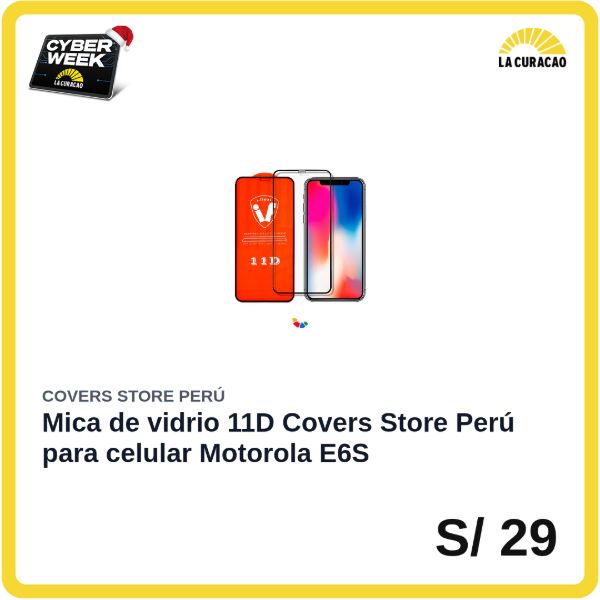 CYBER
WEEK
LA CURACAO
LA CURACAO
11D
COVERS STORE PERÚ
Mica de vidrio 11D Covers Store Perú
para celular Motorola E6S
S/ 29